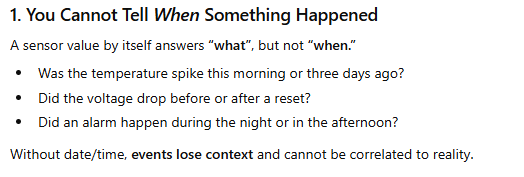 1. You Cannot Tell When Something Happened
A sensor value by itself answers “what”, but not “when.”
• Was the temperature spike this morning or three days ago?
• Did the voltage drop before or after a reset?
• Did an alarm happen during the night or in the afternoon?
Without date/time, events lose context and cannot be correlated to reality.